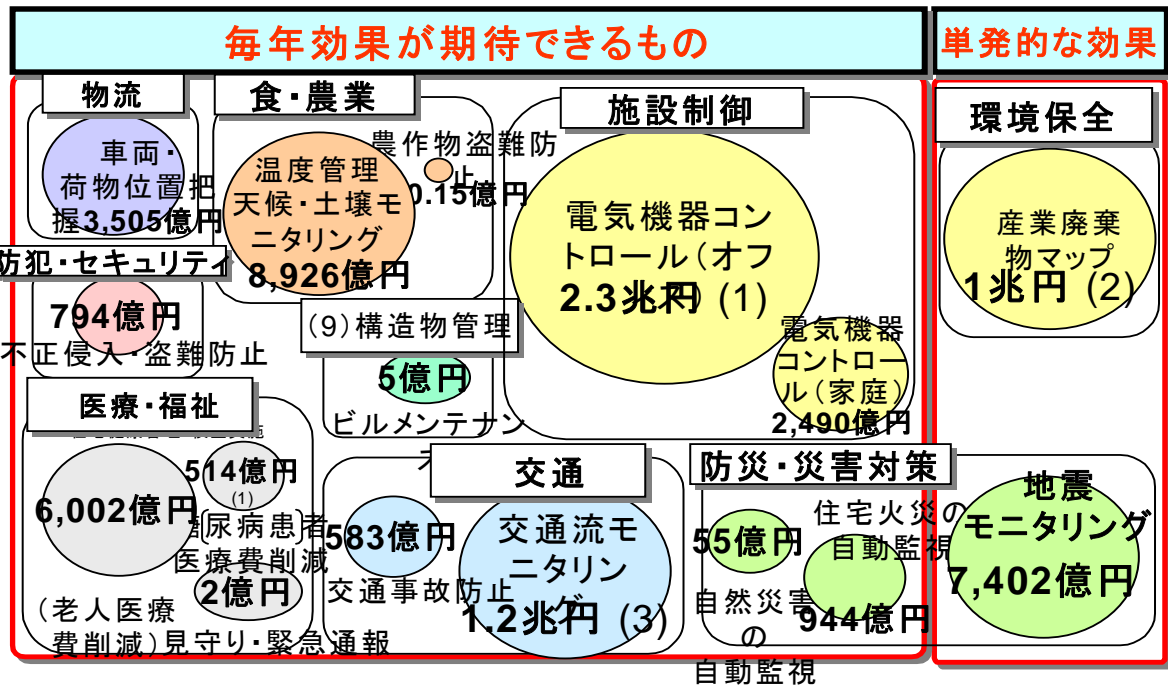 毎年効果が期待できるもの
単発的な効果
物流
車両・
荷物位置把
握3,505億円
食・農業
温度管理
天候・土壌モ
ニタリング
8,926億円
農作物盗難防
止
0.15億円
施設制御
電気機器コン
トロール(オフ
2.3兆円 (1)
電気機器
コントロー
ル(家庭)
2,490億円
環境保全
産業廃棄
物マップ
1兆円 (2)
防犯・セキュリティ
794億円
不正侵入・盗難防止
(9)構造物管理
5億円
ビルメンテナン
医療・福祉
6,002億円
(老人医療
費削減)
514億円
(1)
尿病患者
医療費削減
2億円
見守り・緊急通報
交通
583億円
交通事故防止
交通流モ
ニタリン
グ
1.2兆円 (3)
防災・災害対策
55億円
自然災害
の
自動監視
住宅火災の
自動監視
944億円
地震
モニタリング
7,402億円